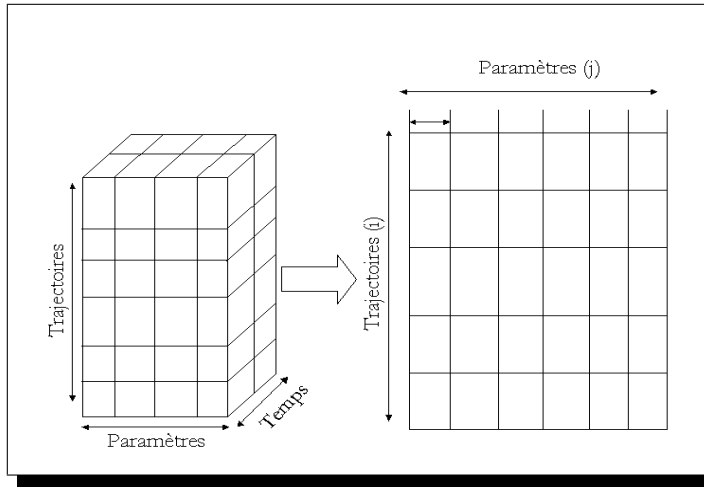 Trajectoires
Paramètres
Temps
Paramètres (j)
Trajectoires (i)